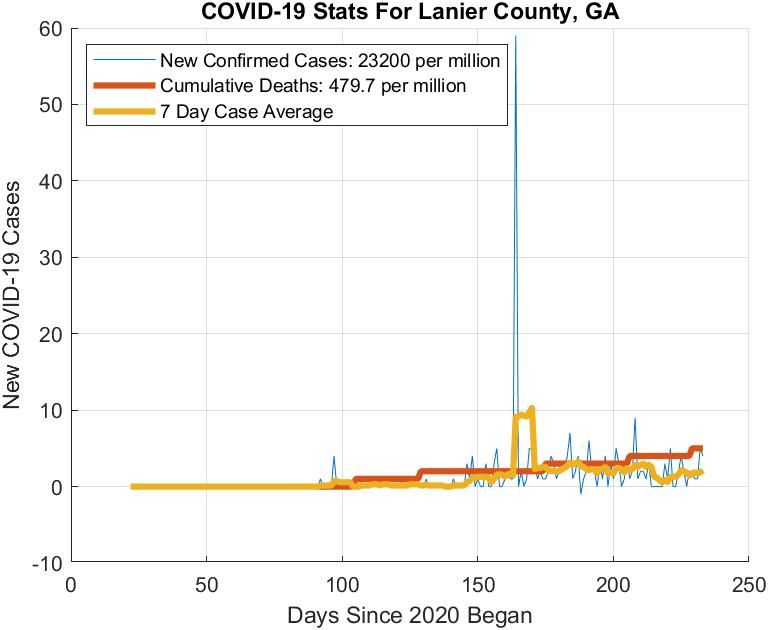 COVID-19 Stats For Lanier County, GA
60
50
40
30
20
10
0
-10
New Confirmed Cases: 23200 per million
Cumulative Deaths: 479.7 per million
7 Day Case Average
New COVID-19 Cases
0 50 100 150 200 250
Days Since 2020 Began